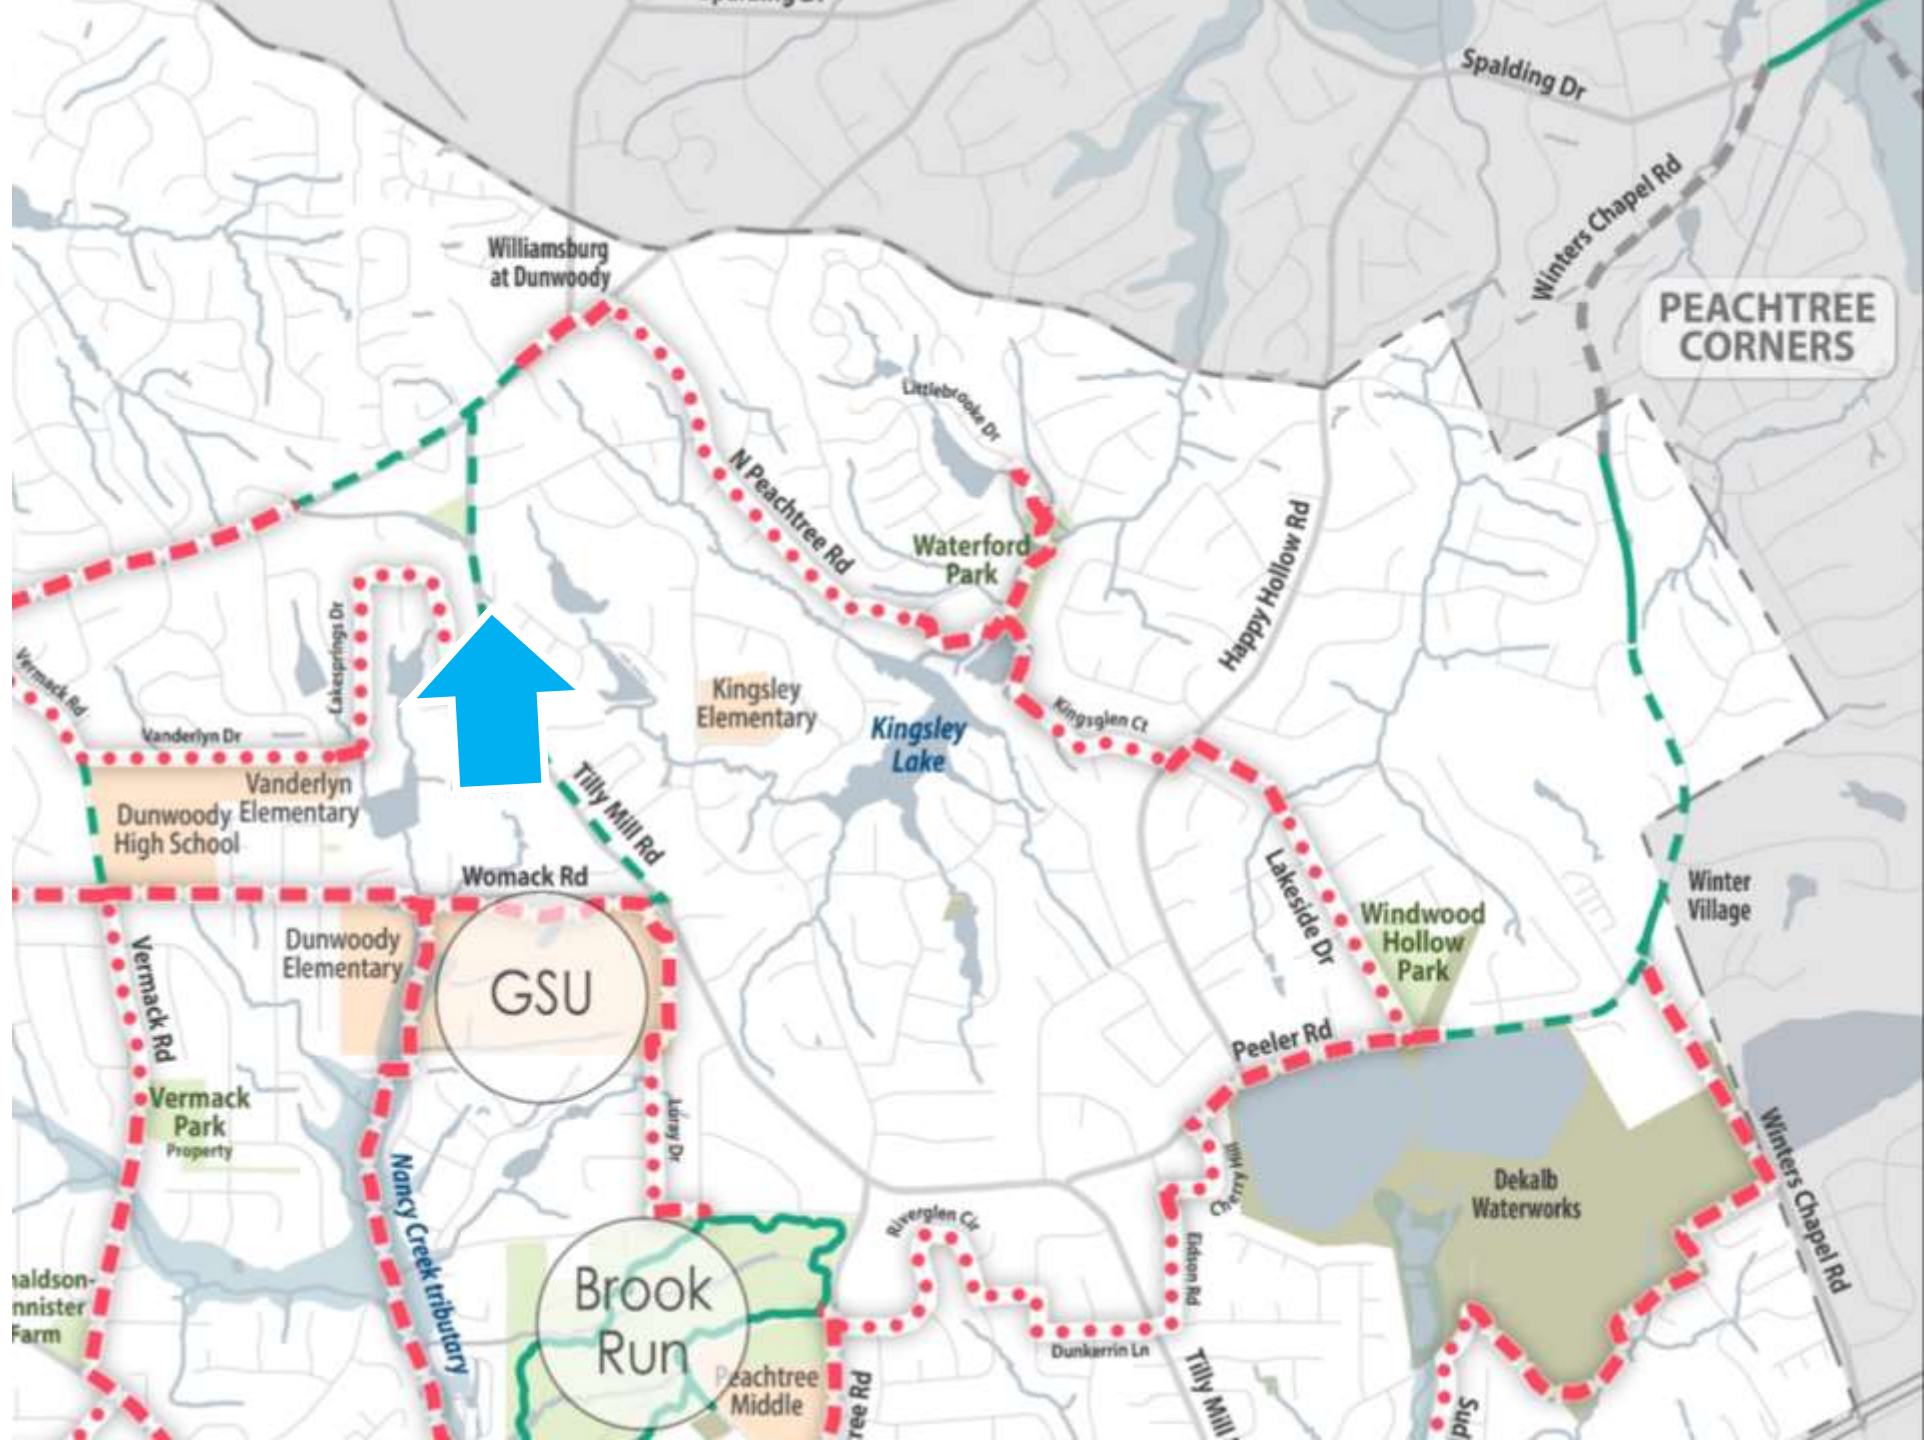 Spalding Dr
Winters Chapel Rd
PEACHTREE
CORNERS
Williamsburg
at Dunwoody
Littlebrooke Dr
N Peachtree Rd
Waterford
Park
Happy Hollow Rd
Lakesprings Dr
Vermack Rd
Vanderlyn Dr
Vanderlyn
Elementary
Dunwoody
High School
Kingsley
Elementary
Kingsley
Lake
Kingsglen Ct
Tilly Mill Rd
Womack Rd
Lakeside Dr
Windwood
Hollow
Park
Winter
Village
Dunwoody
Elementary
GSU
Vermack Rd
Peeler Rd
Vermack
Park
Property
Loray Dr
Cherry Hill
Winters Chapel Rd
Dekalb
Waterworks
Nancy Creek tributary
Riverglen Cir
Eidson Rd
Farm
Brook
Run
Dunkerrin Ln
Peachtree
Middle
Tilly Mill